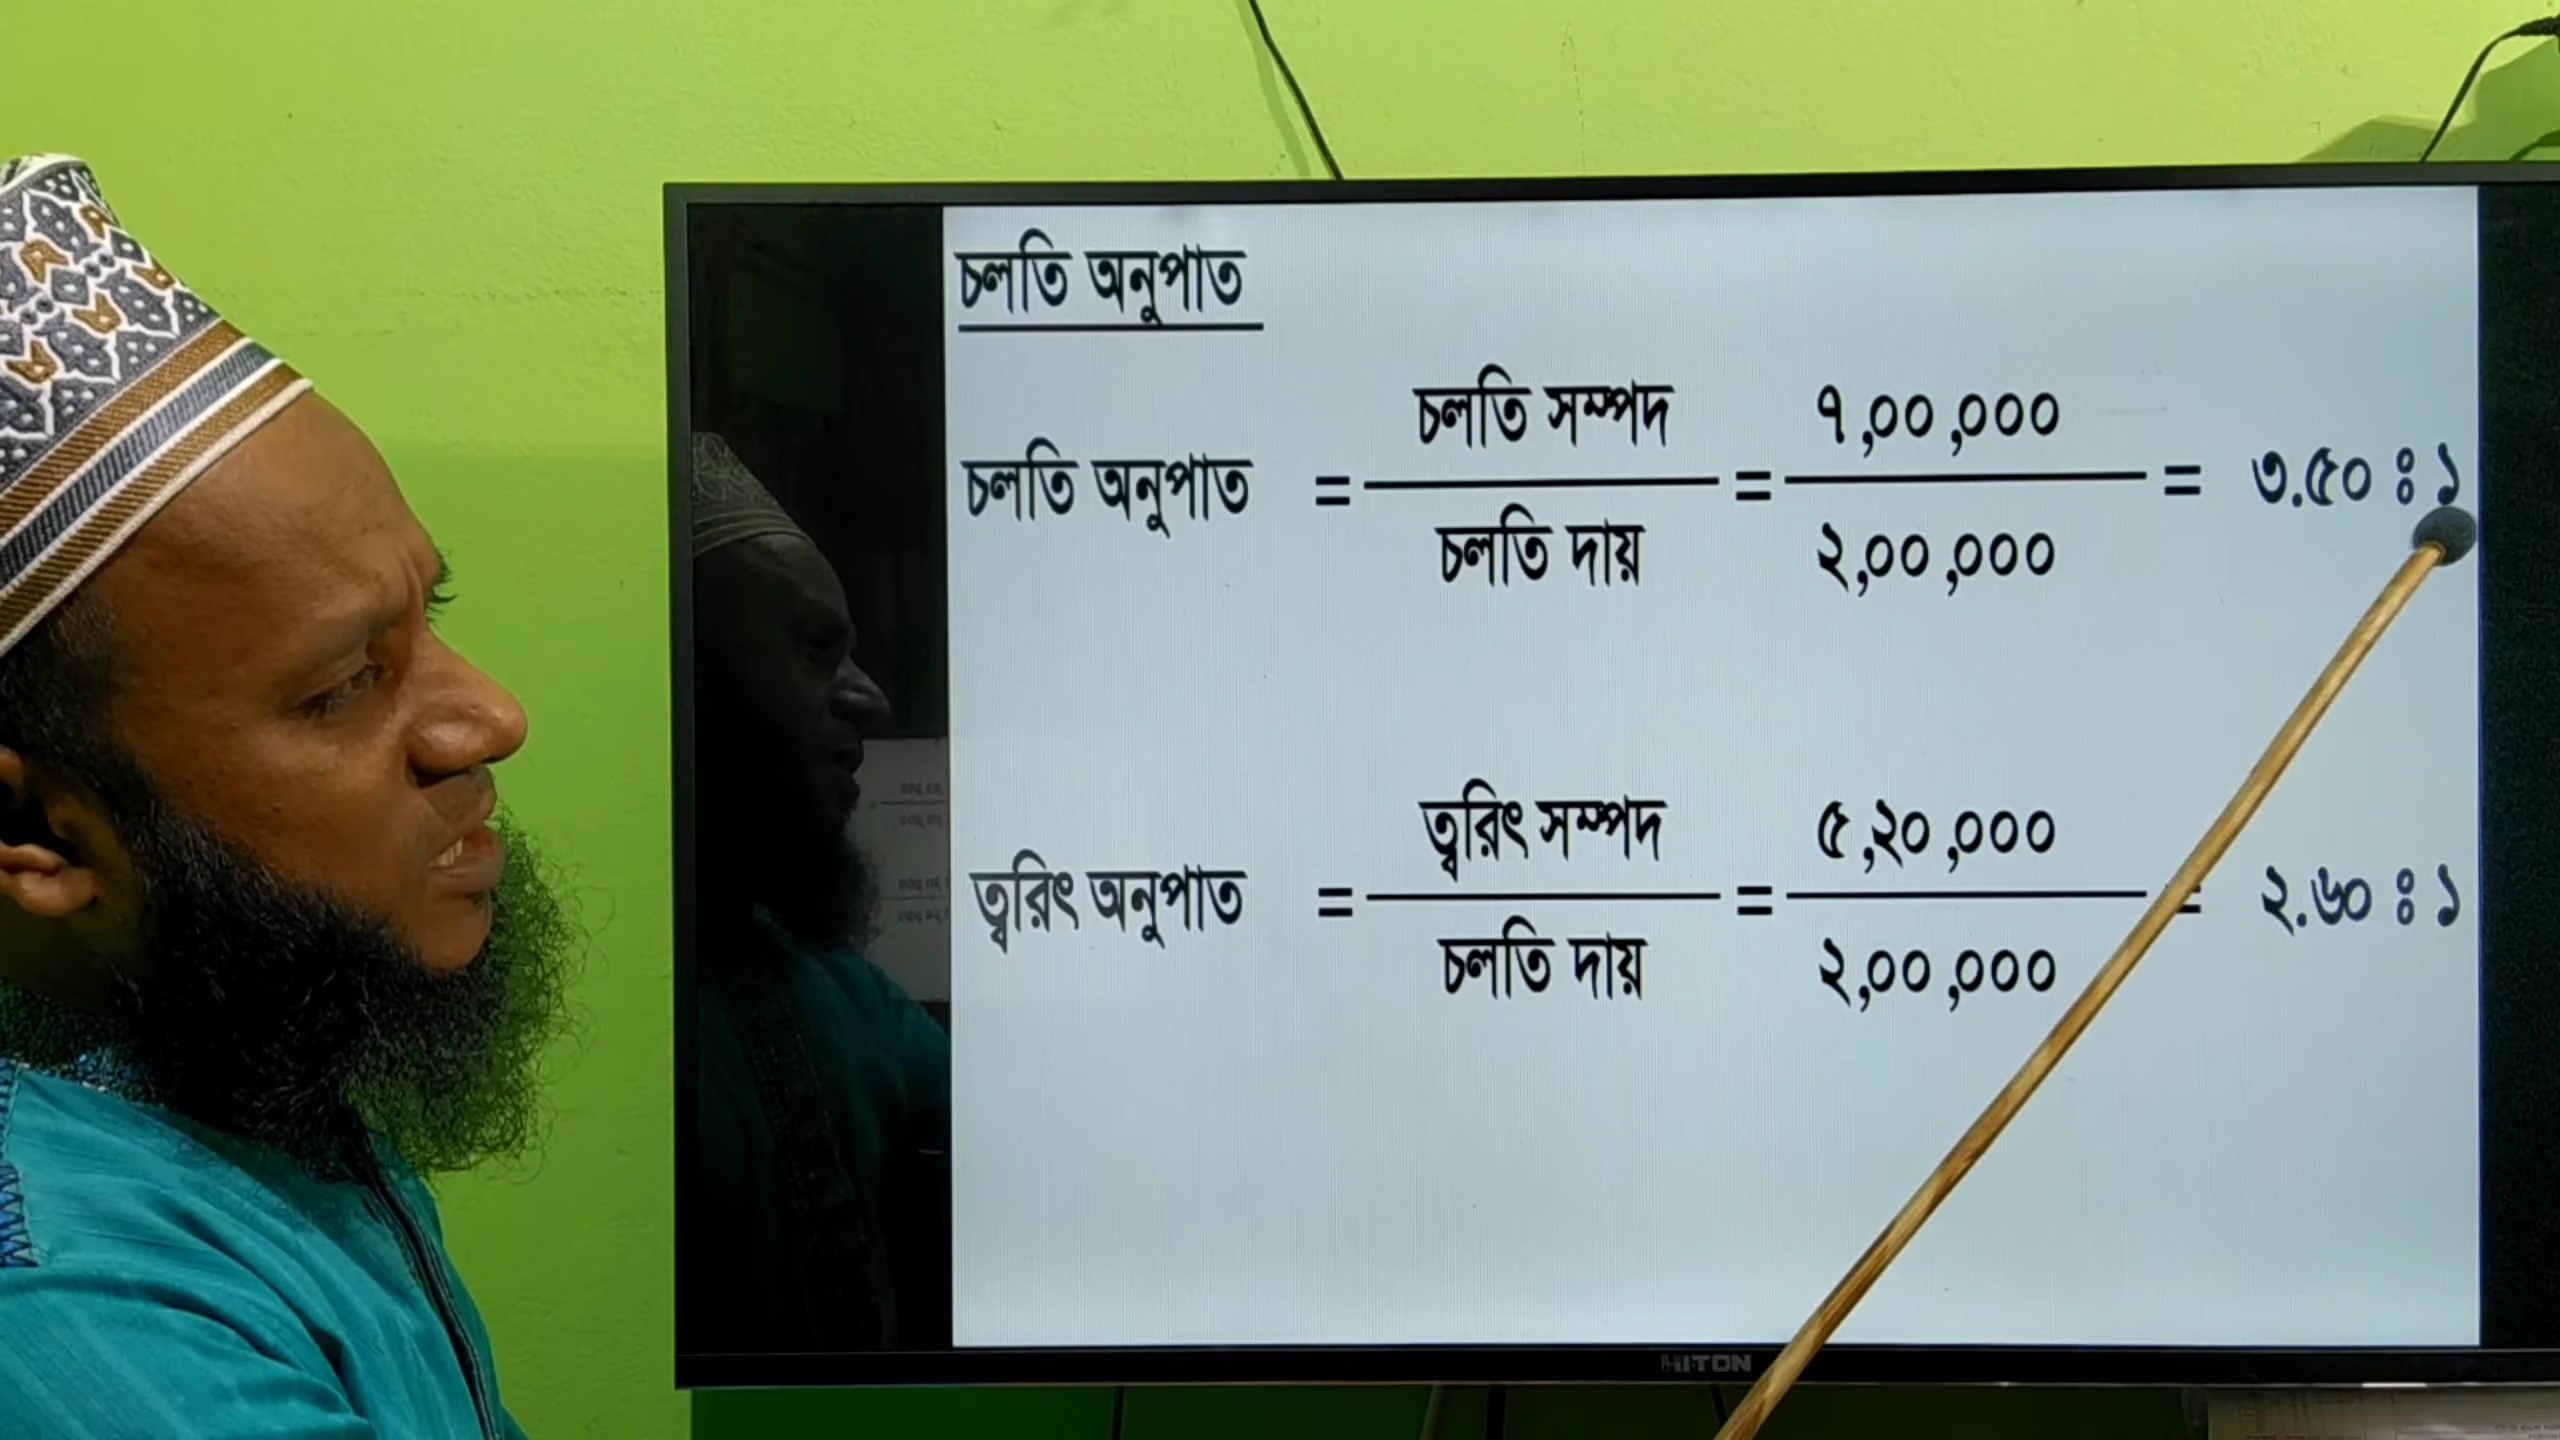 চলতি অনুপাত
চলতি অনুপাত = চলতি সম্পদ / চলতি দায় = ৭,০০,০০০ / ২,০০,০০০ = ৩.৫০ ঃ ১
ত্বরিৎ অনুপাত = ত্বরিৎ সম্পদ / চলতি দায় = ৫,২০,০০০ / ২,০০,০০০ = ২.৬০ ঃ ১
HITON